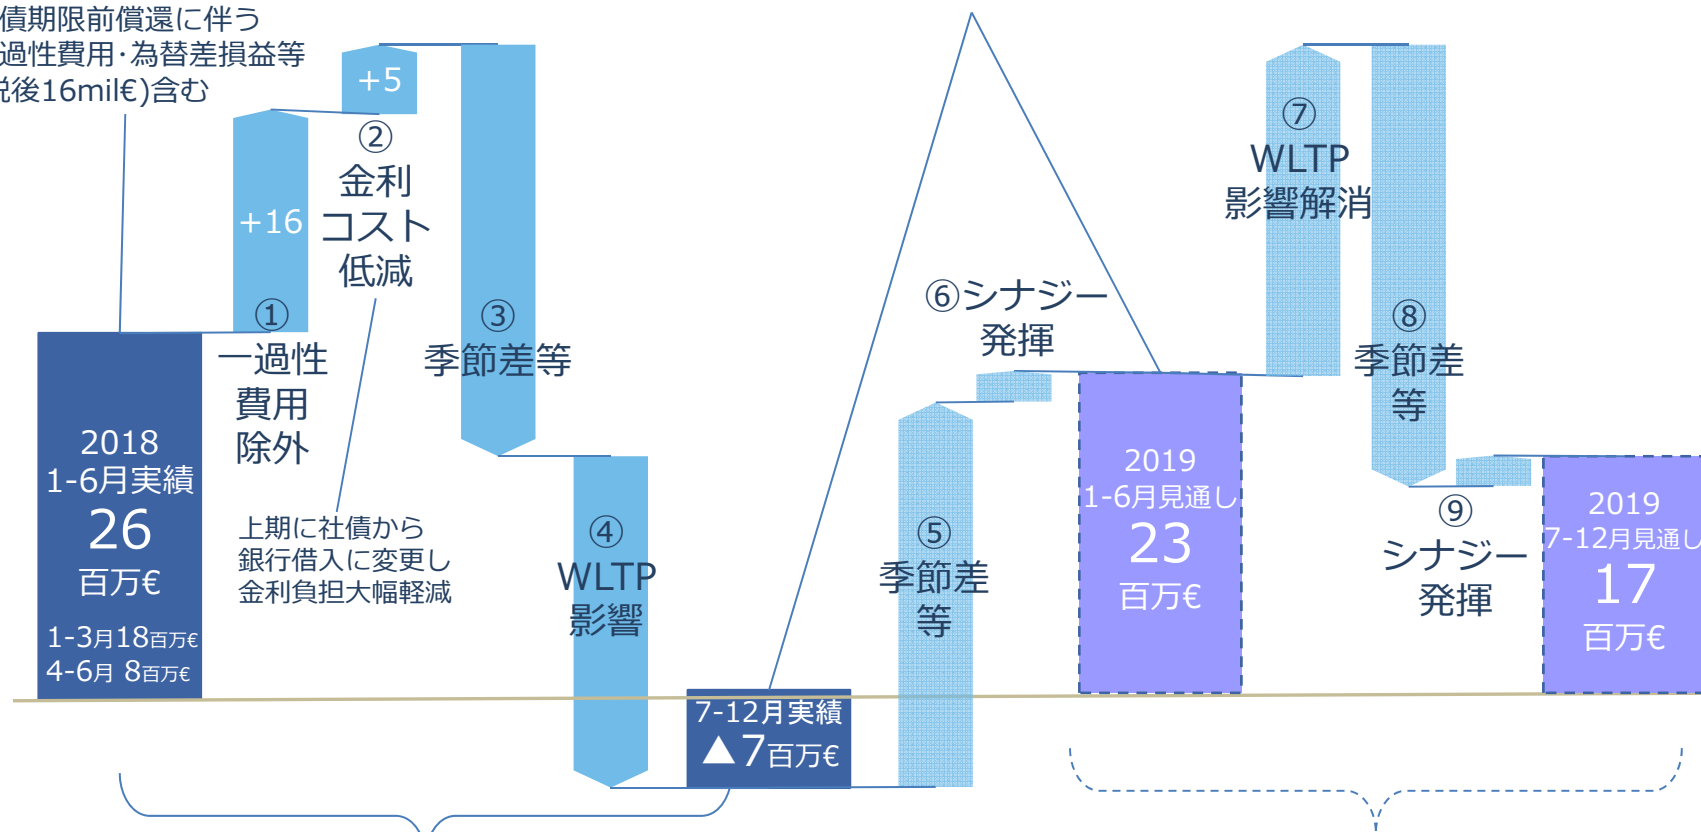 債期限前償還に伴う
過性費用・為替差損益等
後16mil€)含む
+16
①
一過性
費用
除外
+5
②
金利
コスト
低減
上期に社債から
銀行借入に変更し
金利負担大幅軽減
2018
1-6月実績
26
百万€
1-3月18百万€
4-6月 8百万€
③
季節差等
④
WLTP
影響
7-12月実績
▲7百万€
⑤
季節差
等
⑥シナジー
発揮
2019
1-6月見通し
23
百万€
⑦
WLTP
影響解消
⑧
季節差
等
⑨
シナジー
発揮
2019
7-12月見通し
17
百万€